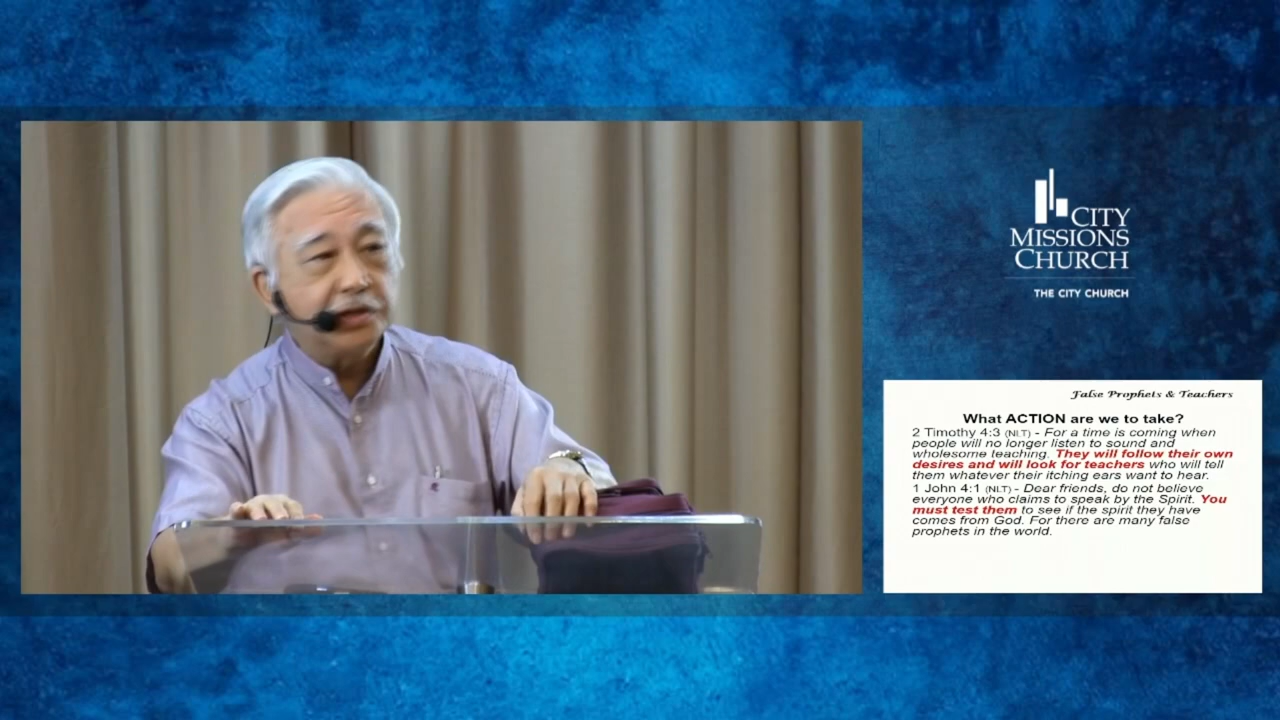 CITY
MISSIONS
CHURCH
THE CITY CHURCH
False Prophets & Teachers
What ACTION are we to take?
2 Timothy 4:3 (NLT) - For a time is coming when
people will no longer listen to sound and
wholesome teaching. They will follow their own
desires and will look for teachers who will tell
them whatever their itching ears want to hear.
1 John 4:1 (NLT) - Dear friends, do not believe
everyone who claims to speak by the Spirit. You
must test them to see if the spirit they have
comes from God. For there are many false
prophets in the world.